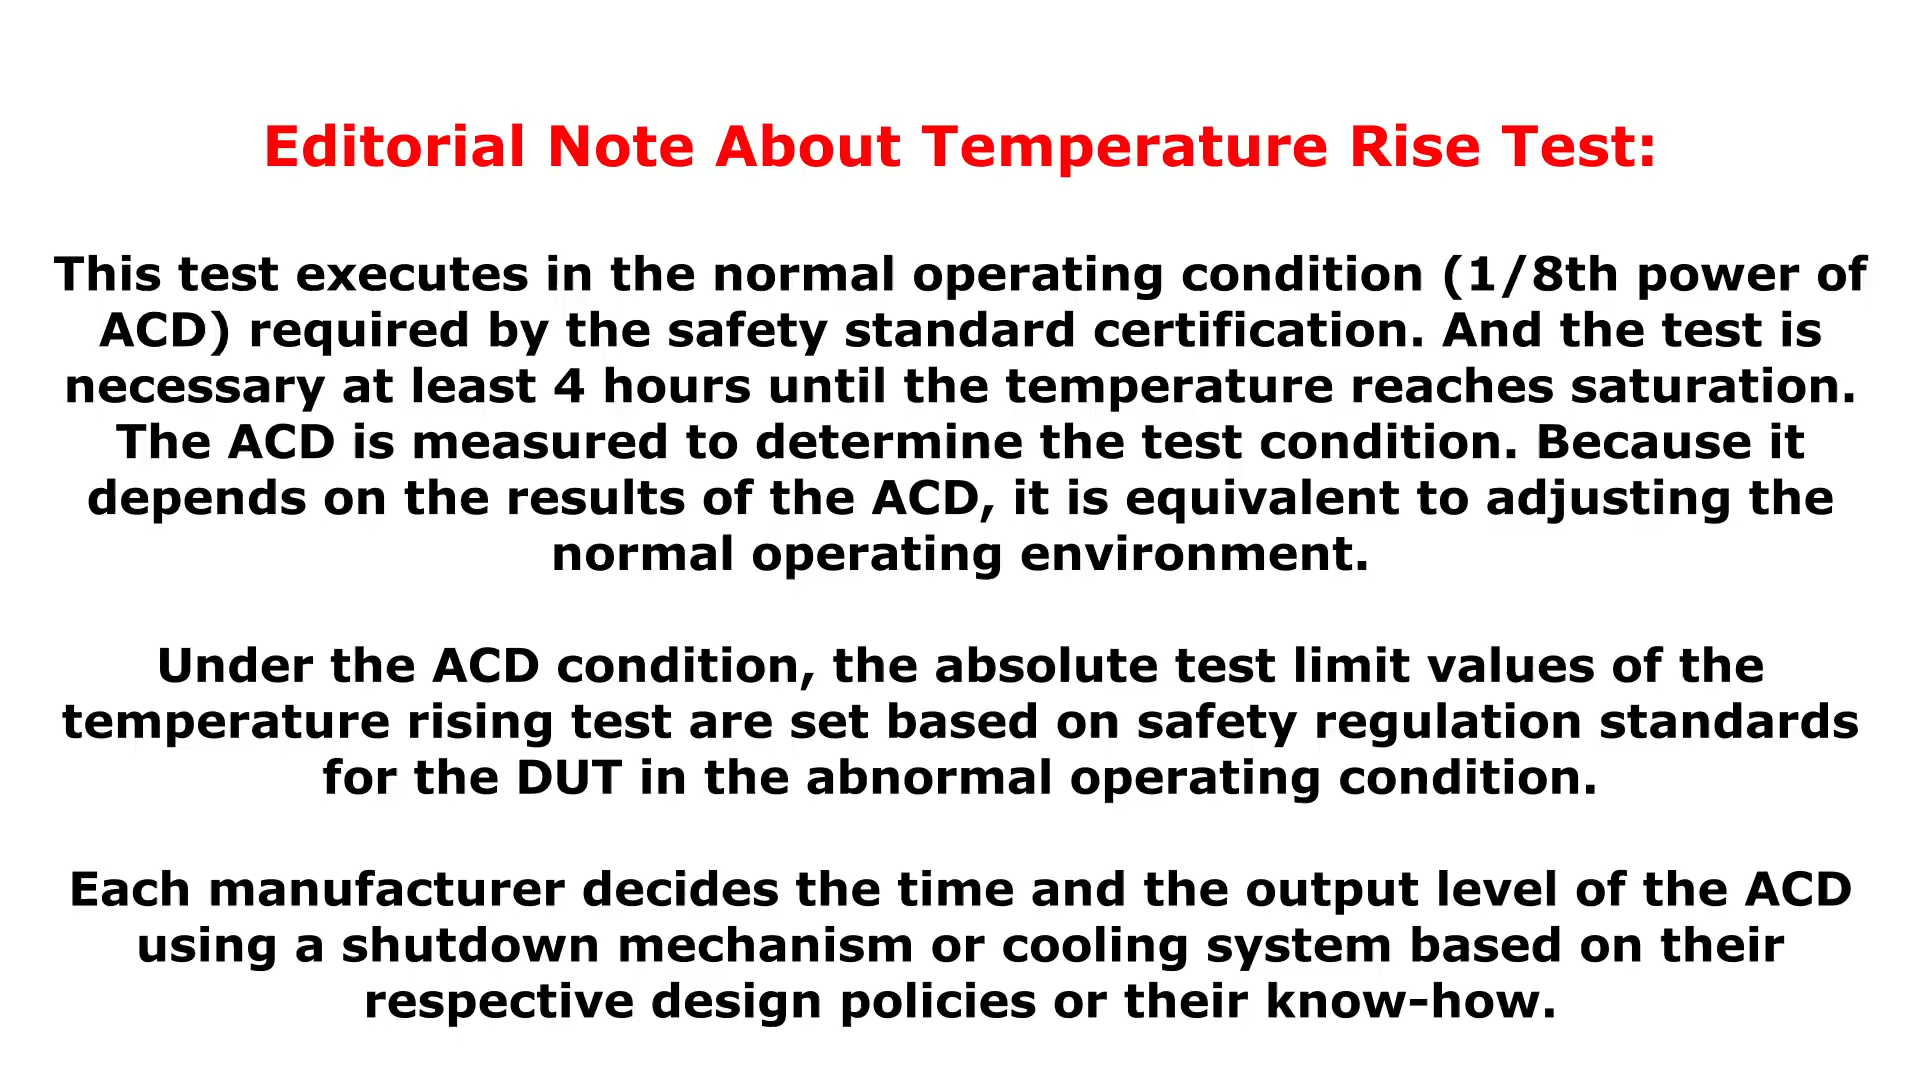 Editorial Note About Temperature Rise Test:
This test executes in the normal operating condition (1/8th power of
ACD) required by the safety standard certification. And the test is
necessary at least 4 hours until the temperature reaches saturation.
The ACD is measured to determine the test condition. Because it
depends on the results of the ACD, it is equivalent to adjusting the
normal operating environment.
Under the ACD condition, the absolute test limit values of the
temperature rising test are set based on safety regulation standards
for the DUT in the abnormal operating condition.
Each manufacturer decides the time and the output level of the ACD
using a shutdown mechanism or cooling system based on their
respective design policies or their know-how.